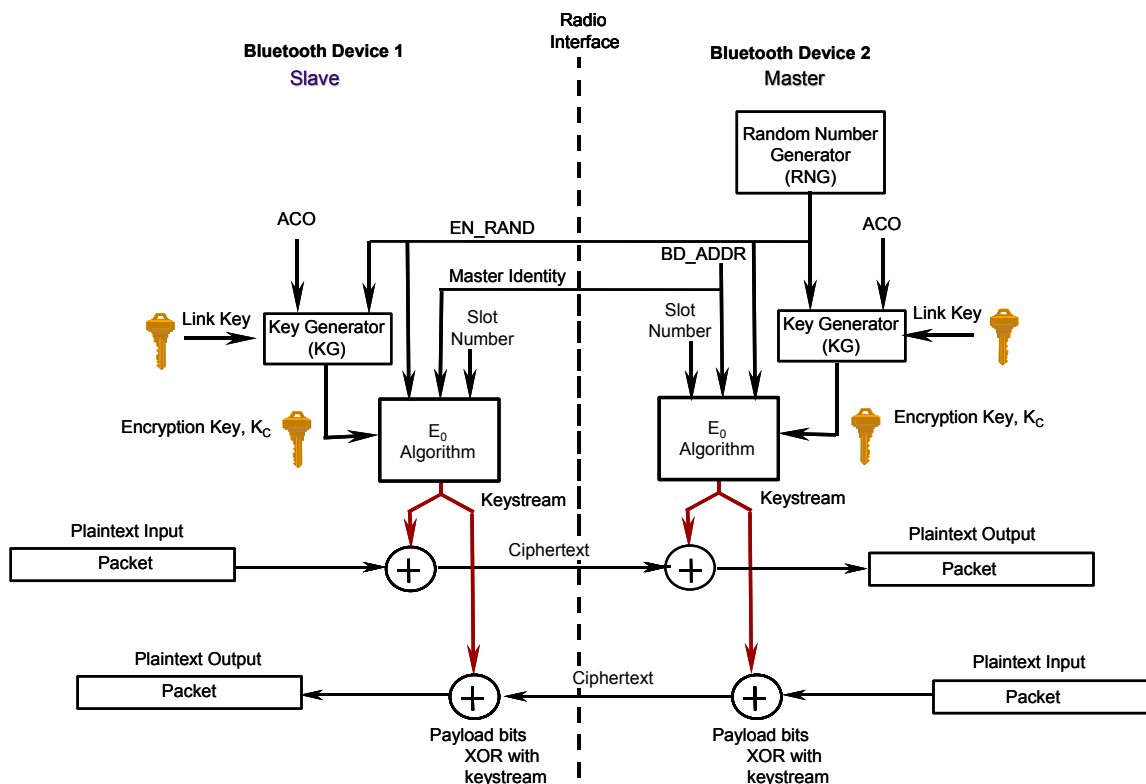 Radio
Interface
Bluetooth Device 1
Slave
Bluetooth Device 2
Master
Random Number
Generator
(RNG)
ACO
EN_RAND
ACO
BD_ADDR
Master Identity
Link Key
Key Generator
(KG)
Slot
Number
Slot
Number
Key Generator
(KG)
Link Key
Encryption Key, KC
E0
Algorithm
E0
Algorithm
Encryption Key, KC
Keystream
Keystream
Plaintext Input
Packet
Ciphertext
Plaintext Output
Packet
Plaintext Output
Packet
Ciphertext
Plaintext Input
Packet
Payload bits
XOR with
keystream
Payload bits
XOR with
keystream